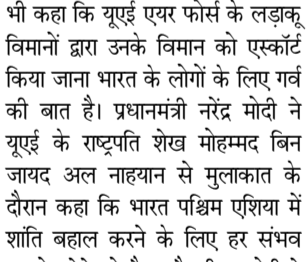 भी कहा कि यूएई एयर फोर्स के लड़ाकू
विमानों द्वारा उनके विमान को एस्कॉर्ट
किया जाना भारत के लोगों के लिए गर्व
की बात है। प्रधानमंत्री नरेंद्र मोदी ने
यूएई के राष्ट्रपति शेख मोहम्मद बिन
जायद अल नाहयान से मुलाकात के
दौरान कहा कि भारत पश्चिम एशिया में
शांति बहाल करने के लिए हर संभव